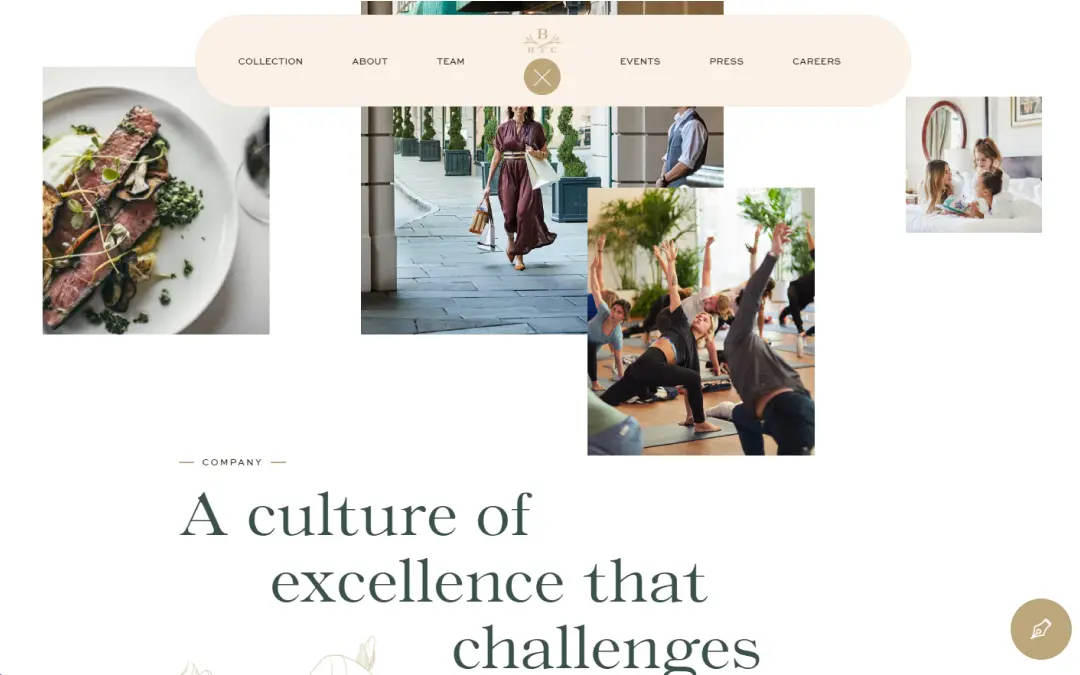 B
H T C
COLLECTION ABOUT TEAM EVENTS PRESS CAREERS
COMPANY
A culture of
excellence that
challenges